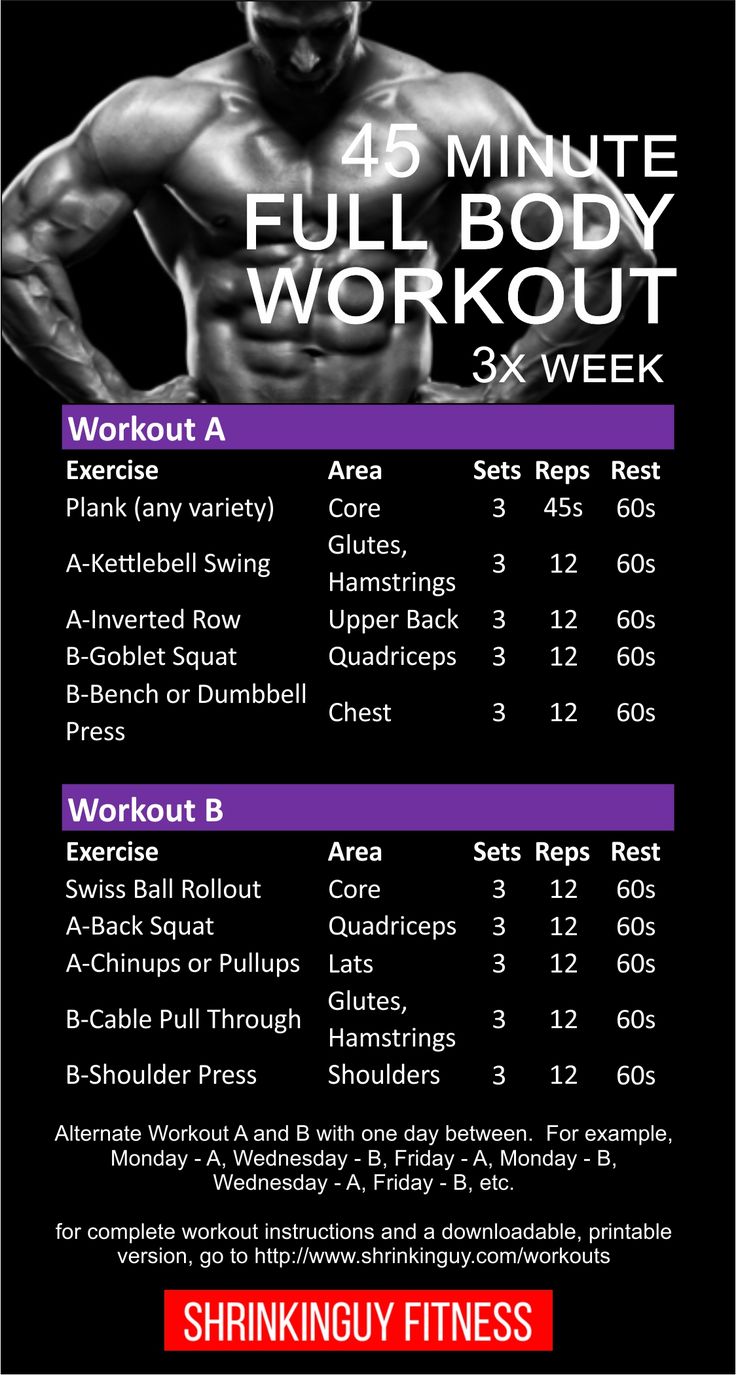 45 MINUTE
FULL BODY
WORKOUT
3X WEEK
Workout A
Exercise Area Sets Reps Rest
Plank (any variety) Core 3 45s 60s
A-Kettlebell Swing Glutes, Hamstrings 3 12 60s
A-Inverted Row Upper Back 3 12 60s
B-Goblet Squat Quadriceps 3 12 60s
B-Bench or Dumbbell Press Chest 3 12 60s
Workout B
Exercise Area Sets Reps Rest
Swiss Ball Rollout Core 3 12 60s
A-Back Squat Quadriceps 3 12 60s
A-Chinups or Pullups Lats 3 12 60s
B-Cable Pull Through Glutes, Hamstrings 3 12 60s
B-Shoulder Press Shoulders 3 12 60s
Alternate Workout A and B with one day between. For example,
Monday - A, Wednesday - B, Friday - A, Monday - B,
Wednesday - A, Friday - B, etc.
for complete workout instructions and a downloadable, printable
version, go to http://www.shrinkinguy.com/workouts
SHRINKINGUY FITNESS